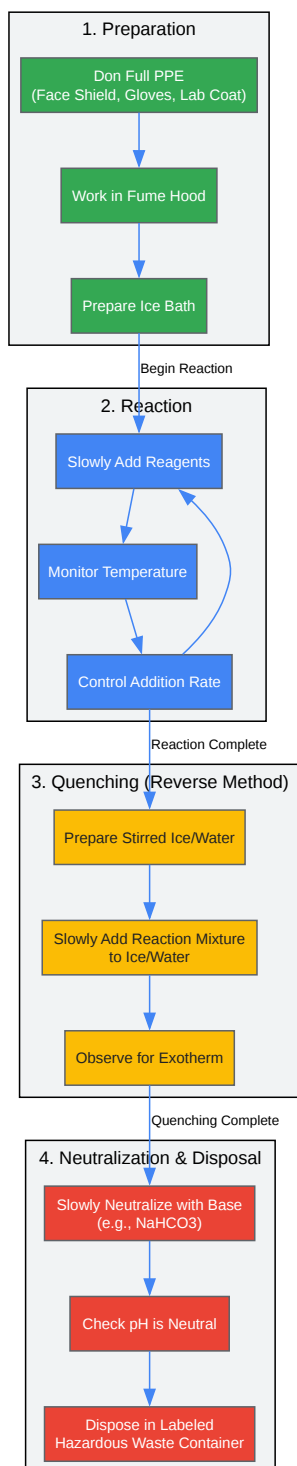 1. Preparation
Don Full PPE
(Face Shield, Gloves, Lab Coat)
Work in Fume Hood
Prepare Ice Bath
Begin Reaction
2. Reaction
Slowly Add Reagents
Monitor Temperature
Control Addition Rate
Reaction Complete
3. Quenching (Reverse Method)
Prepare Stirred Ice/Water
Slowly Add Reaction Mixture
to Ice/Water
Observe for Exotherm
Quenching Complete
4. Neutralization & Disposal
Slowly Neutralize with Base
(e.g., NaHCO3)
Check pH is Neutral
Dispose in Labeled
Hazardous Waste Container